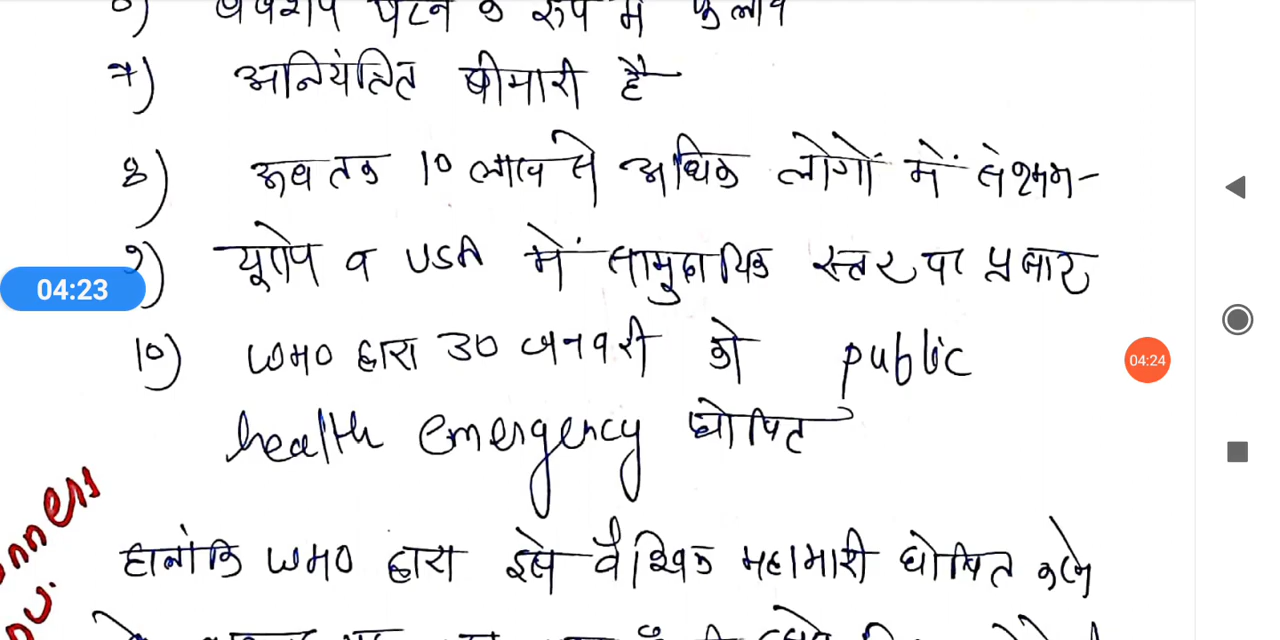 के रूप में
7) अनियंत्रित बीमारी है
8) अब तक 10 लाख से अधिक लोगों में संक्रमण
9) यूरोप व USA में सामुदायिक स्तर पर प्रसार
04:23
10) WHO द्वारा 30 जनवरी को public
04:24
health emergency घोषित
हालांकि WHO द्वारा इसे वैश्विक महामारी घोषित करने